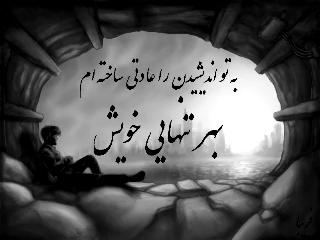 به تو اندیشیدن را عادتی ساخته ام
بهر تنهایی خویش